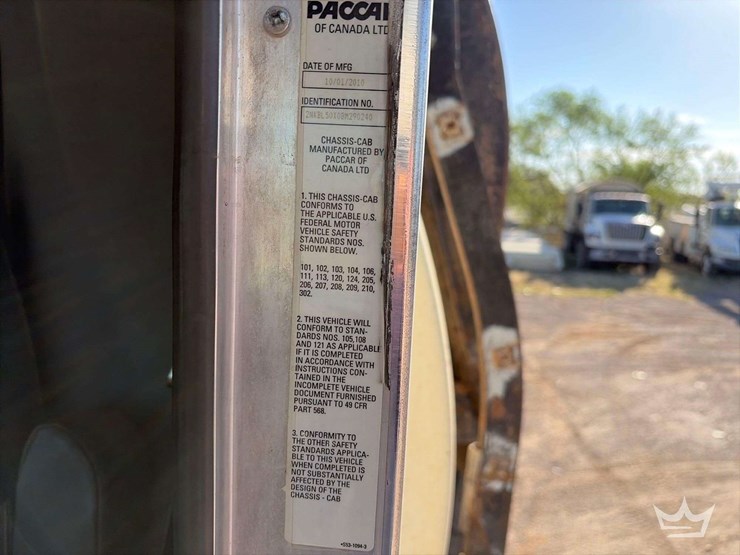 PACCAR
OF CANADA LTD
DATE OF MFG
10/01/2010
IDENTIFICATION NO.
CHASSIS-CAB
MANUFACTURED BY
PACCAR OF
CANADA LTD
1. THIS CHASSIS-CAB
CONFORMS TO
THE APPLICABLE U.S.
FEDERAL MOTOR
VEHICLE SAFETY
STANDARDS NOS.
SHOWN BELOW.
101, 102, 103, 104, 106,
111, 113, 120, 124, 205,
206, 207, 208, 209, 210,
302.
2. THIS VEHICLE WILL
CONFORM TO STAN-
DARDS NOS. 105,108
AND 121 AS APPLICABLE
IF IT IS COMPLETED
IN ACCORDANCE WITH
INSTRUCTIONS CON-
TAINED IN THE
INCOMPLETE VEHICLE
DOCUMENT FURNISHED
PURSUANT TO 49 CFR
PART 568.
3. CONFORMITY TO
THE OTHER SAFETY
STANDARDS APPLICA-
BLE TO THIS VEHICLE
WHEN COMPLETED IS
NOT SUBSTANTIALLY
AFFECTED BY THE
DESIGN OF THE
CHASSIS - CAB